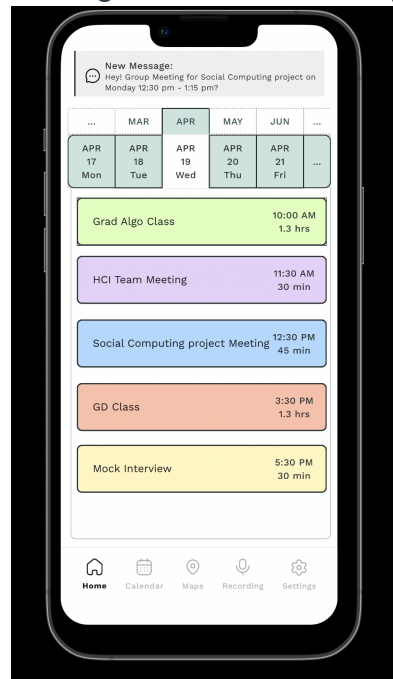 New Message:
Hey! Group Meeting for Social Computing project on
Monday 12:30 pm - 1:15 pm?
... MAR APR MAY JUN ...
APR APR APR APR APR
17 18 19 20 21 ...
Mon Tue Wed Thu Fri
Grad Algo Class 10:00 AM
1.3 hrs
HCI Team Meeting 11:30 AM
30 min
Social Computing project Meeting 12:30 PM
45 min
GD Class 3:30 PM
1.3 hrs
Mock Interview 5:30 PM
30 min
Home Calendar Maps Recording Settings